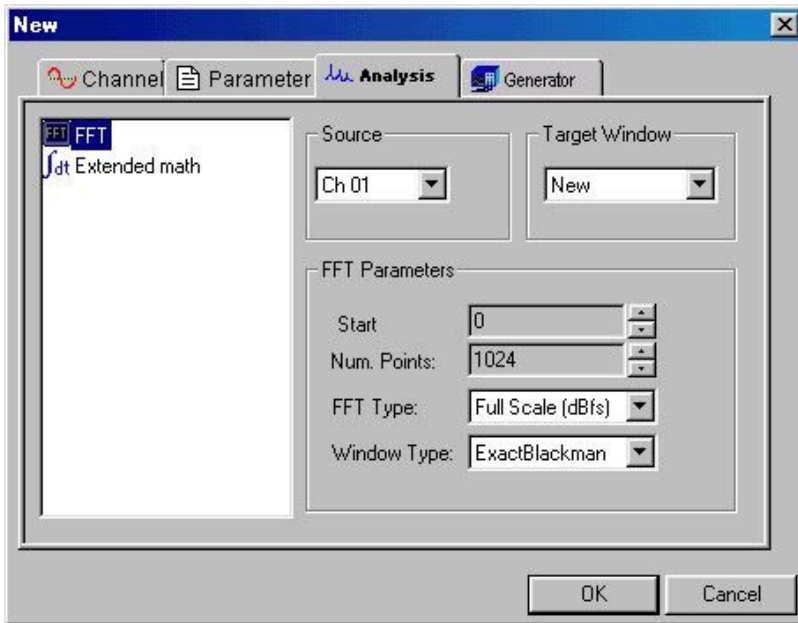 New
Channel Parameter Analysis Generator
FFT FFT
∫dt Extended math
Source
Ch 01
Target Window
New
FFT Parameters
Start 0
Num. Points: 1024
FFT Type: Full Scale (dBfs)
Window Type: ExactBlackman
OK Cancel